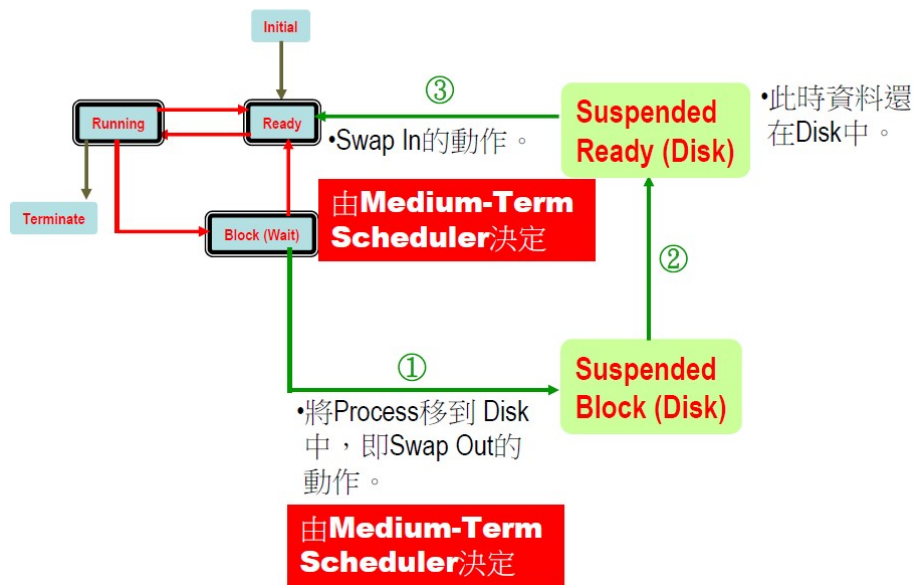 Initial
Running
Ready
Terminate
Block (Wait)
③
•Swap In的動作。
由Medium-Term
Scheduler決定
Suspended
Ready (Disk)
•此時資料還
在Disk中。
②
①
•將Process移到 Disk
中，即Swap Out的
動作。
由Medium-Term
Scheduler決定
Suspended
Block (Disk)